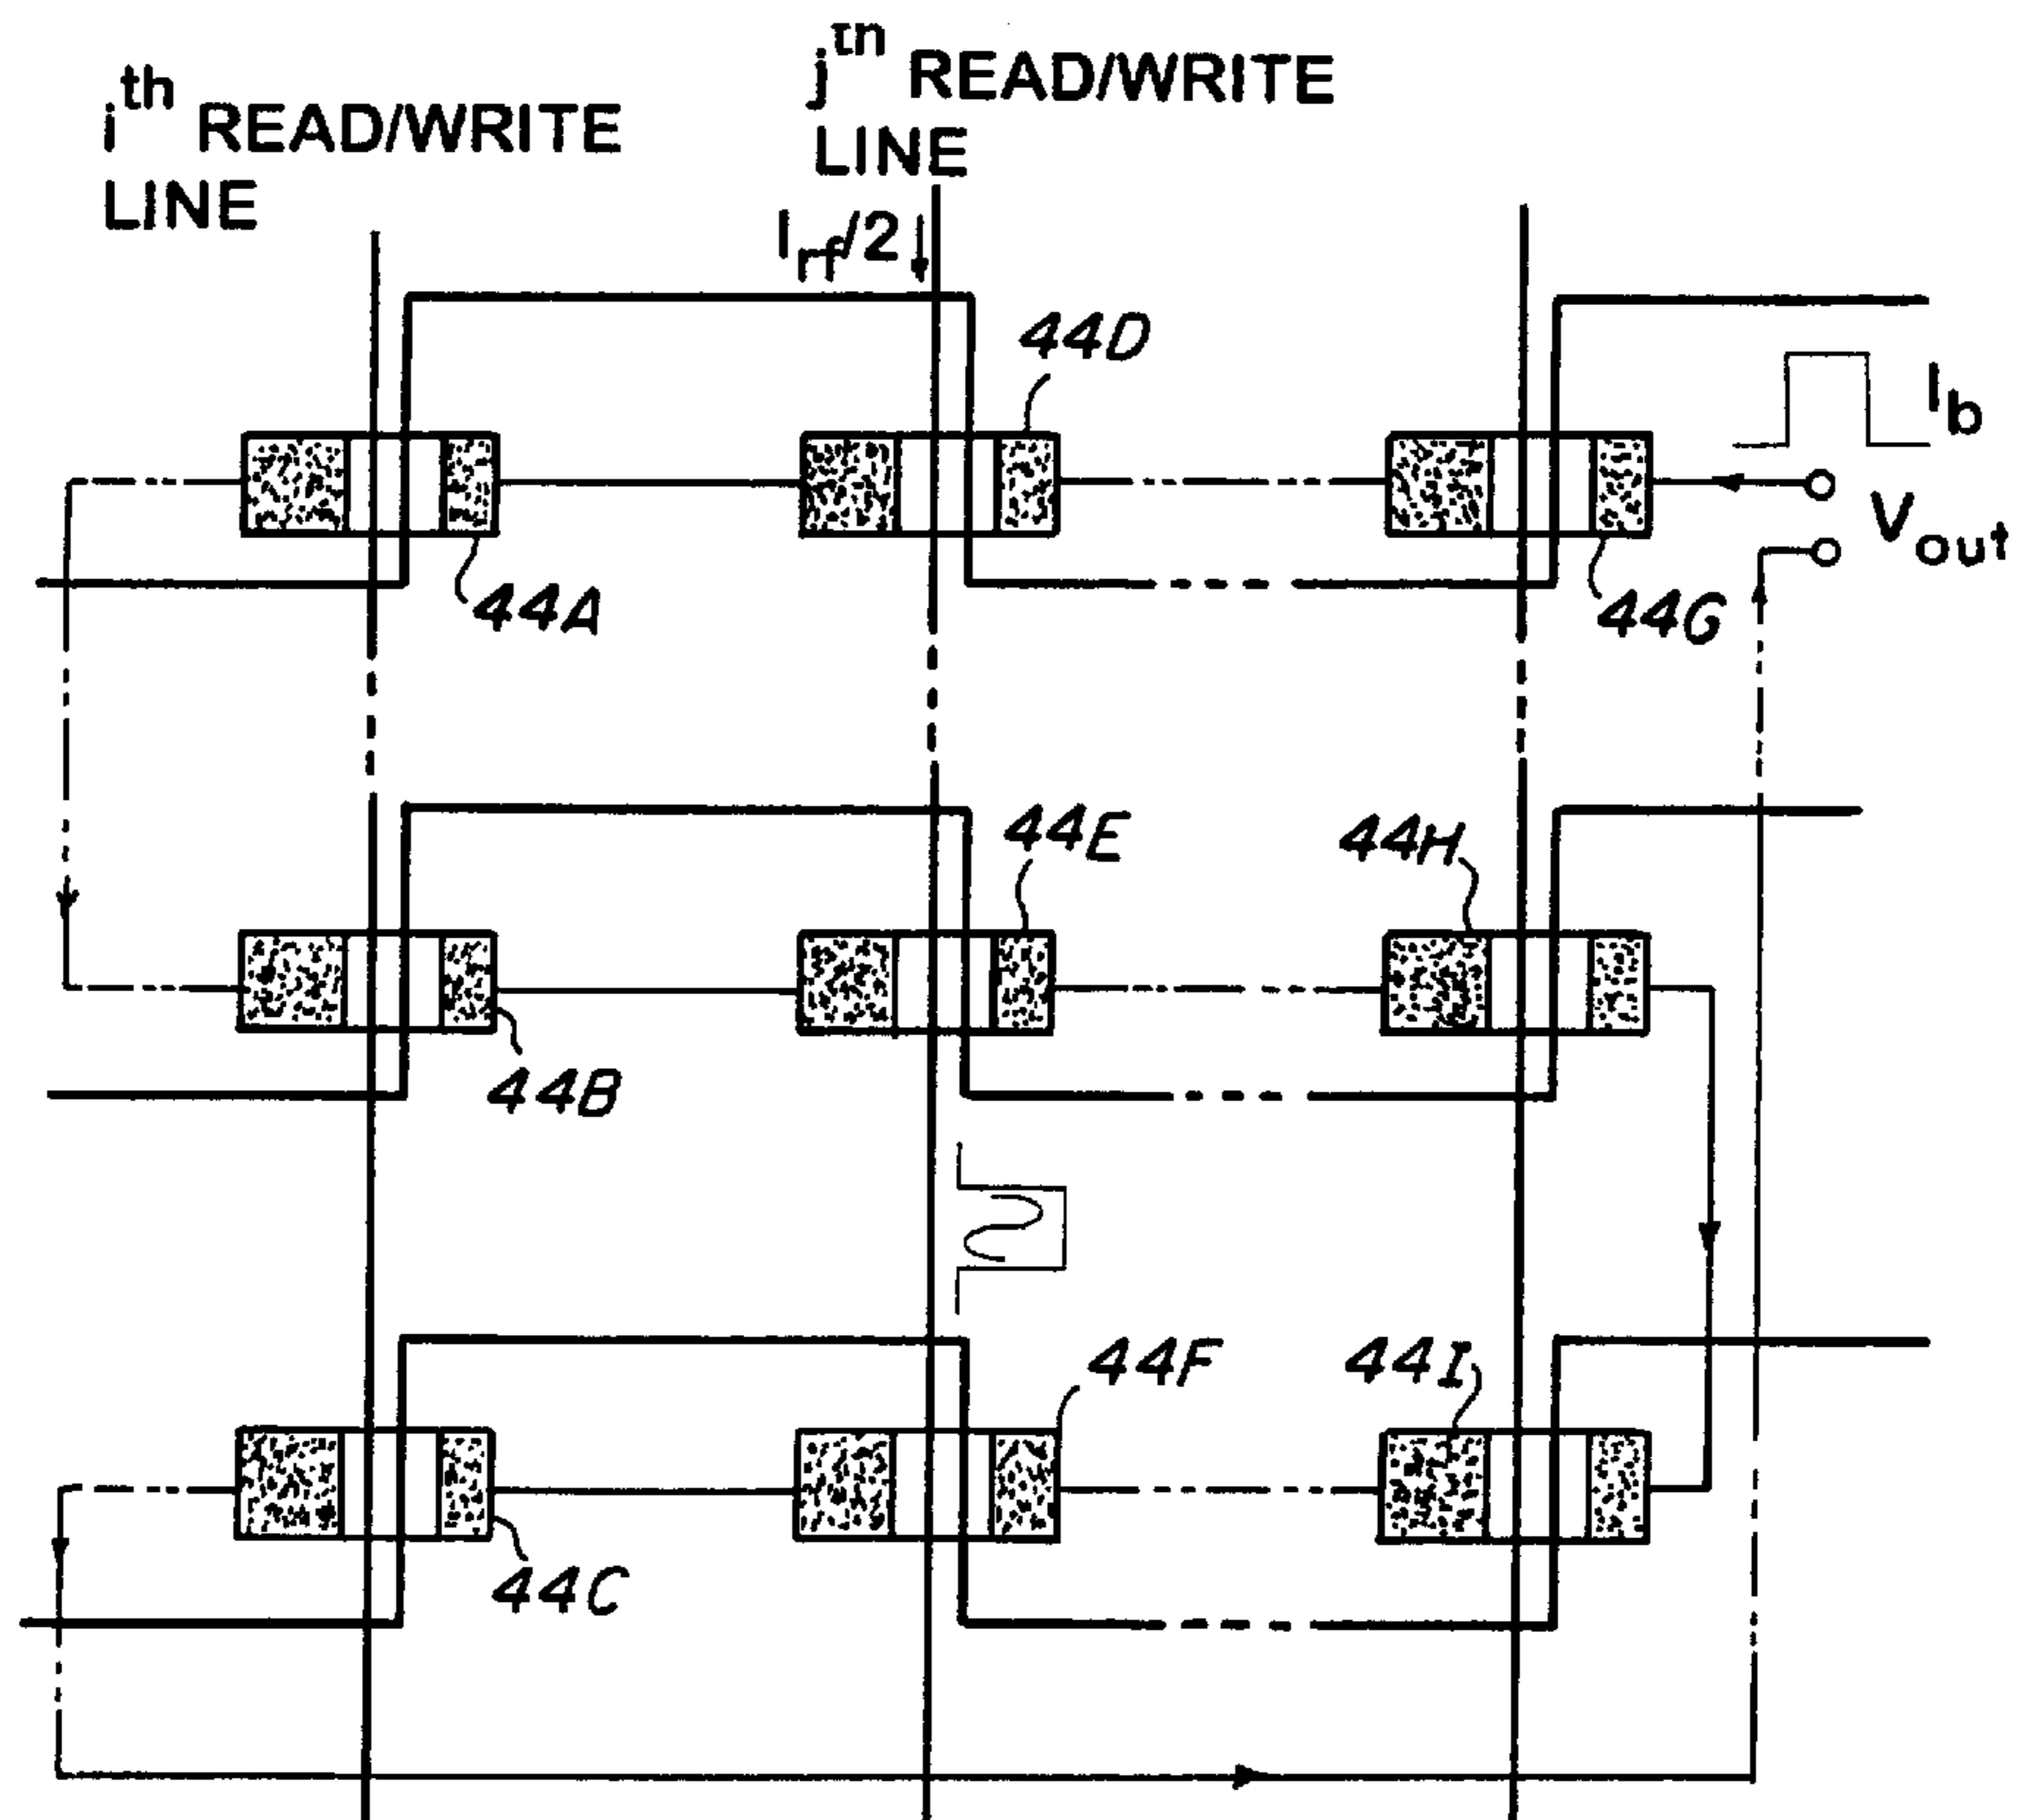 i^th READ/WRITE
LINE
j^th READ/WRITE
LINE
I_rf/2
44D
I_b
V_out
44A
44G
44E
44H
44B
44F
44I
44C